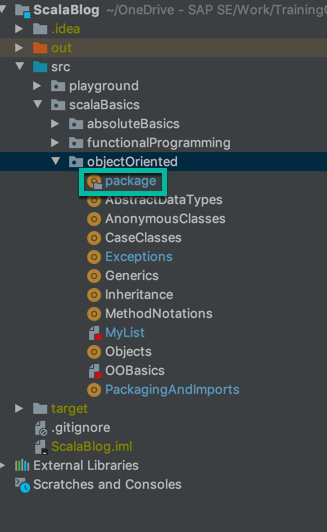 ScalaBlog ~/OneDrive - SAP SE/Work/Training
.idea
out
src
playground
scalaBasics
absoluteBasics
functionalProgramming
objectOriented
package
AbstractDataTypes
AnonymousClasses
CaseClasses
Exceptions
Generics
Inheritance
MethodNotations
MyList
Objects
OOBasics
PackagingAndImports
target
.gitignore
ScalaBlog.iml
External Libraries
Scratches and Consoles